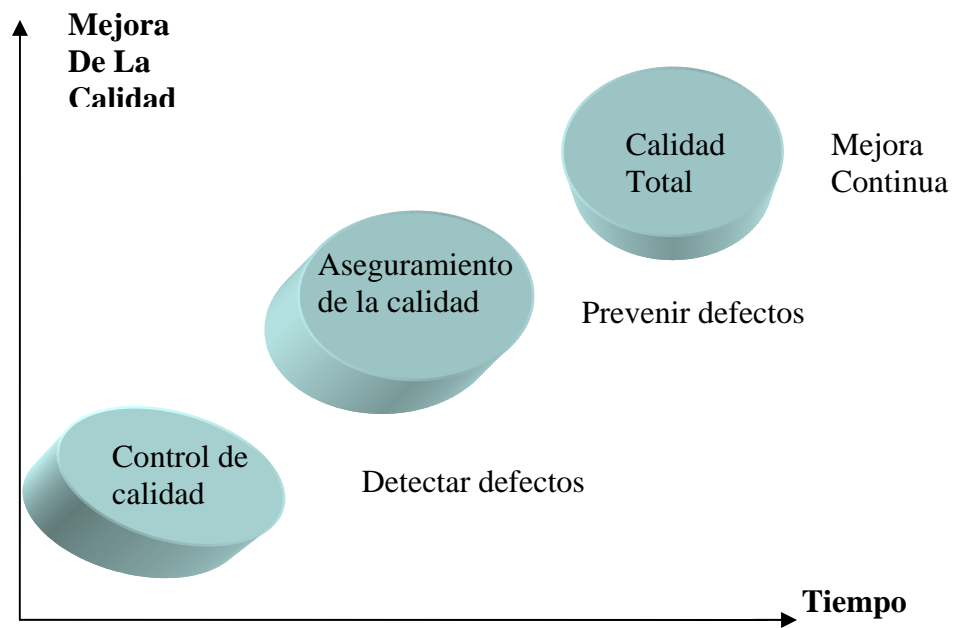 Mejora
De La
Calidad
Calidad
Total
Mejora
Continua
Aseguramiento
de la calidad
Prevenir defectos
Control de
calidad
Detectar defectos
Tiempo